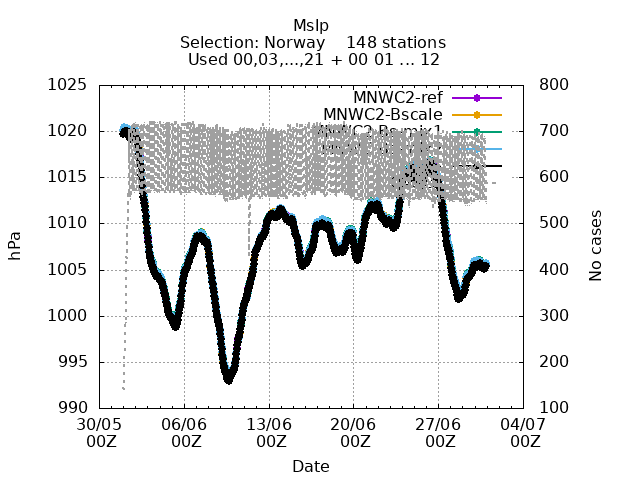 Mslp
Selection: Norway    148 stations
Used 00,03,...,21 + 00 01 ... 12
1025
1020
1015
1010
1005
1000
995
990
hPa
800
700
600
500
400
300
200
100
No cases
MNWC2-ref
MNWC2-Bscale
30/05
00Z
06/06
00Z
13/06
00Z
20/06
00Z
27/06
00Z
04/07
00Z
Date